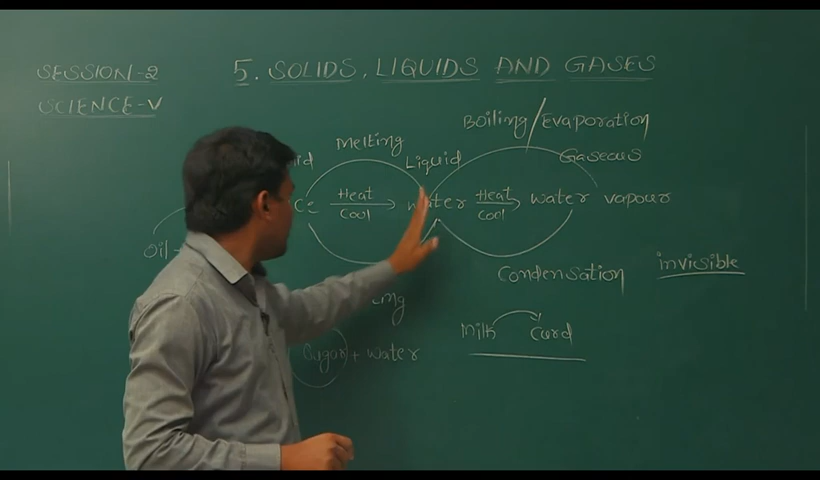 SESSION-2
SCIENCE-V
5. SOLIDS, LIQUIDS AND GASES
Boiling/Evaporation
Melting
Liquid
Gaseous
Heat
Cool
water
Heat
Cool
water vapour
Oil
Condensation
invisible
Milk
Curd
Sugar + water